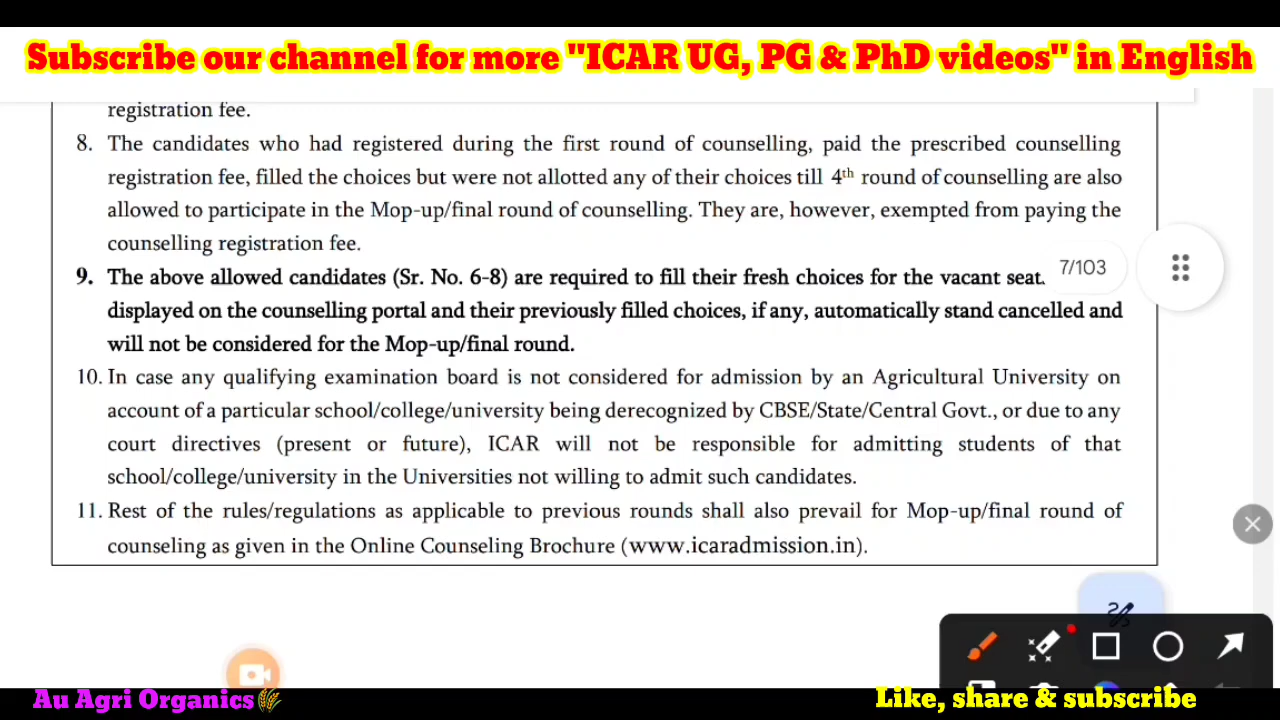 Subscribe our channel for more "ICAR UG, PG & PhD videos" in English
registration fee.
8. The candidates who had registered during the first round of counselling, paid the prescribed counselling
registration fee, filled the choices but were not allotted any of their choices till 4th round of counselling are also
allowed to participate in the Mop-up/final round of counselling. They are, however, exempted from paying the
counselling registration fee.
9. The above allowed candidates (Sr. No. 6-8) are required to fill their fresh choices for the vacant seat
7/103
displayed on the counselling portal and their previously filled choices, if any, automatically stand cancelled and
will not be considered for the Mop-up/final round.
10. In case any qualifying examination board is not considered for admission by an Agricultural University on
account of a particular school/college/university being derecognized by CBSE/State/Central Govt., or due to any
court directives (present or future), ICAR will not be responsible for admitting students of that
school/college/university in the Universities not willing to admit such candidates.
11. Rest of the rules/regulations as applicable to previous rounds shall also prevail for Mop-up/final round of
counseling as given in the Online Counseling Brochure (www.icaradmission.in).
Au Agri Organics
Like, share & subscribe